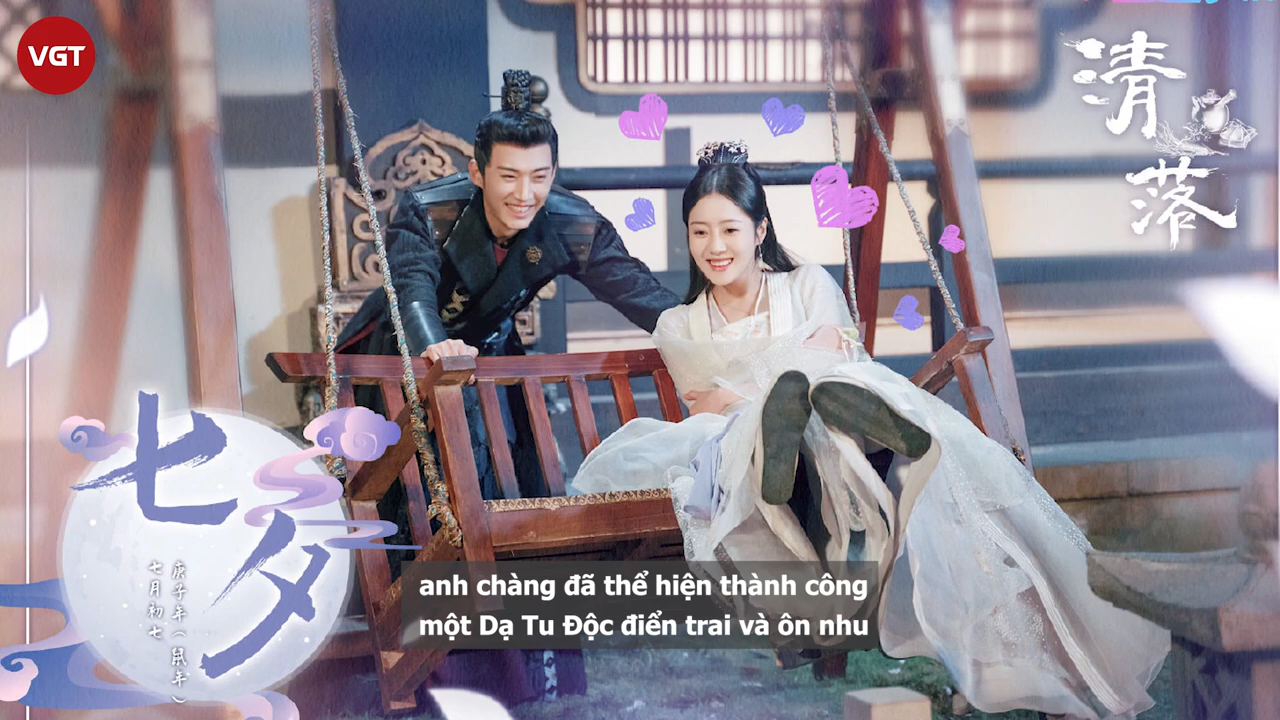 VGT
清
落
七
夕
庚子年(鼠年)
七月初七
anh chàng đã thể hiện thành công
một Dạ Tu Độc điển trai và ôn nhu